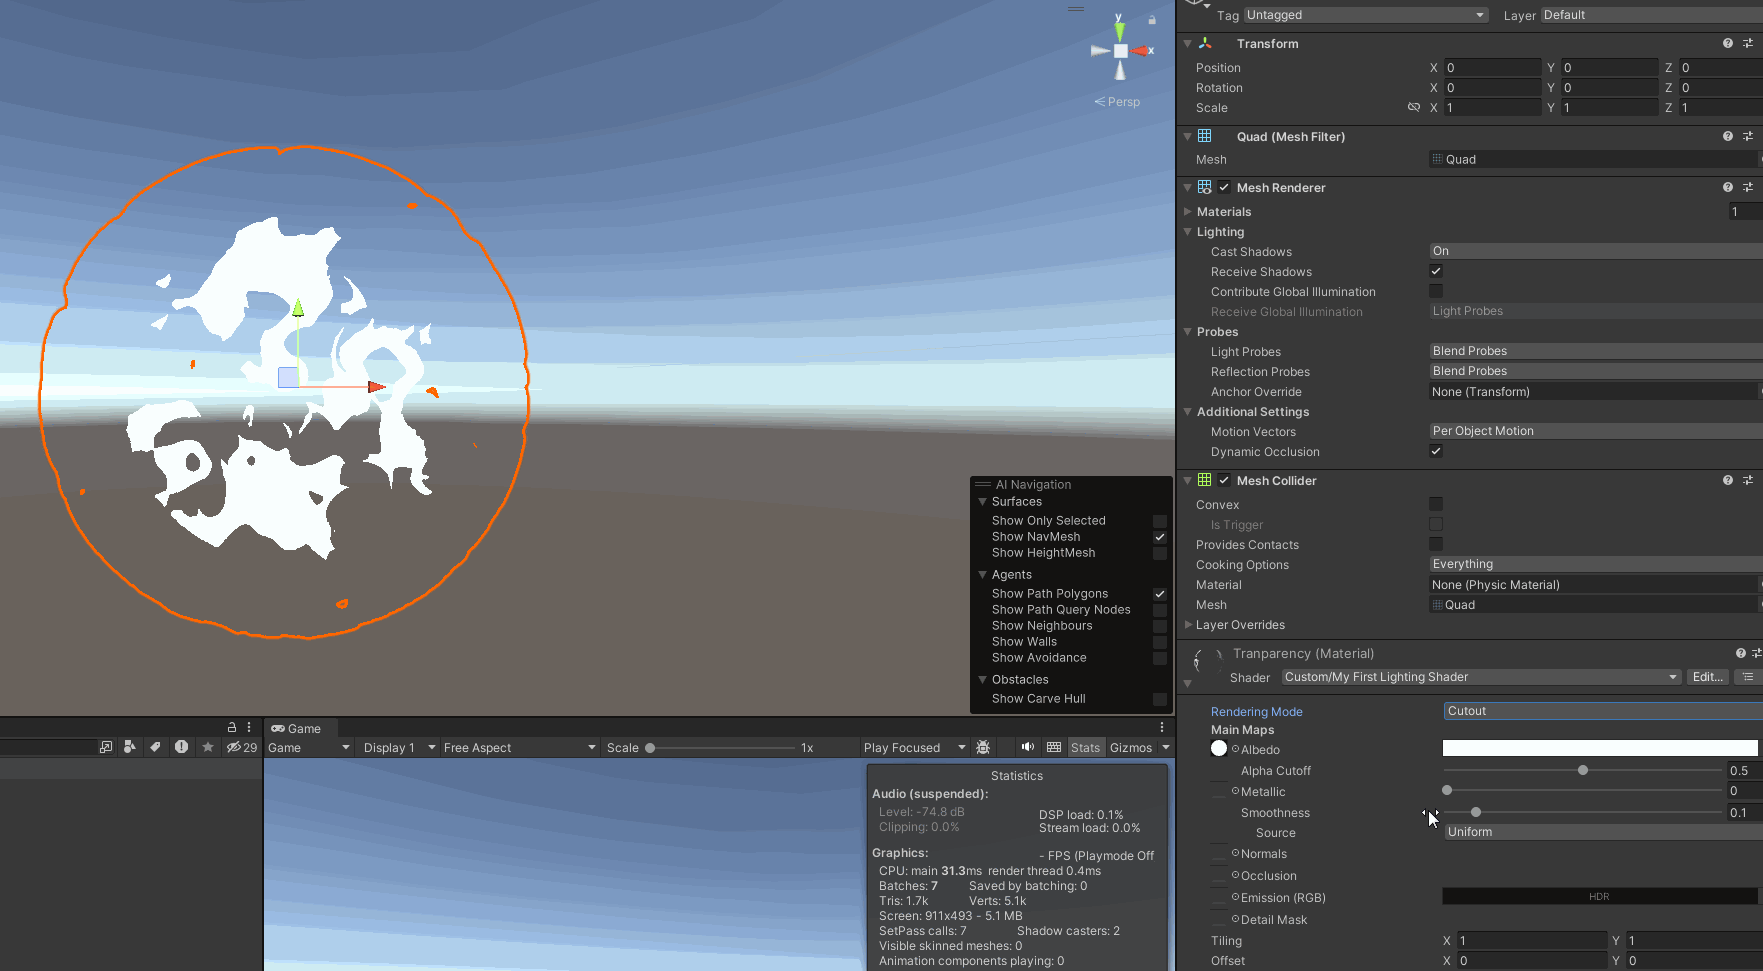 y
x
Persp
AI Navigation
Surfaces
Show Only Selected
Show NavMesh
Show HeightMesh
Agents
Show Path Polygons
Show Path Query Nodes
Show Neighbours
Show Walls
Show Avoidance
Obstacles
Show Carve Hull
29
Game
Game Display 1 Free Aspect Scale 1x Play Focused Stats Gizmos
Statistics
Audio (suspended):
Level: -74.8 dB DSP load: 0.1%
Clipping: 0.0% Stream load: 0.0%
Graphics: - FPS (Playmode Off
CPU: main 31.3ms render thread 0.4ms
Batches: 7 Saved by batching: 0
Tris: 1.7k Verts: 5.1k
Screen: 911x493 - 5.1 MB
SetPass calls: 7 Shadow casters: 2
Visible skinned meshes: 0
Animation components playing: 0
Tag Untagged Layer Default
Transform
Position X 0 Y 0 Z 0
Rotation X 0 Y 0 Z 0
Scale X 1 Y 1 Z 1
Quad (Mesh Filter)
Mesh Quad
Mesh Renderer
Materials 1
Lighting
Cast Shadows On
Receive Shadows
Contribute Global Illumination
Receive Global Illumination Light Probes
Probes
Light Probes Blend Probes
Reflection Probes Blend Probes
Anchor Override None (Transform)
Additional Settings
Motion Vectors Per Object Motion
Dynamic Occlusion
Mesh Collider
Convex
Is Trigger
Provides Contacts
Cooking Options Everything
Material None (Physic Material)
Mesh Quad
Layer Overrides
Tranparency (Material)
Shader Custom/My First Lighting Shader Edit...
Rendering Mode Cutout
Main Maps
Albedo
Alpha Cutoff 0.5
Metallic 0
Smoothness 0.1
Source Uniform
Normals
Occlusion
Emission (RGB) HDR
Detail Mask
Tiling X 1 Y 1
Offset X 0 Y 0